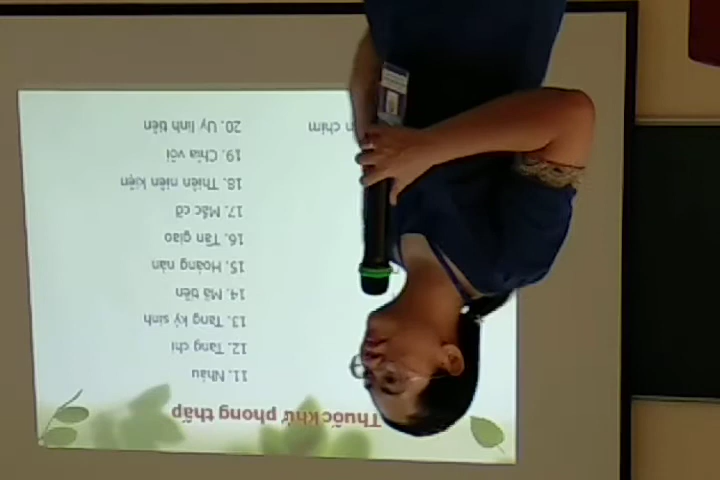 Thuốc khử phong thấp
11. Nhàu
12. Tang chi
13. Tang ký sinh
14. Mã tiền
15. Hoàng nàn
16. Tần giao
17. Mắc cỡ
18. Thiên niên kiện
19. Chìa vôi
20. Uy linh tiên
chìm